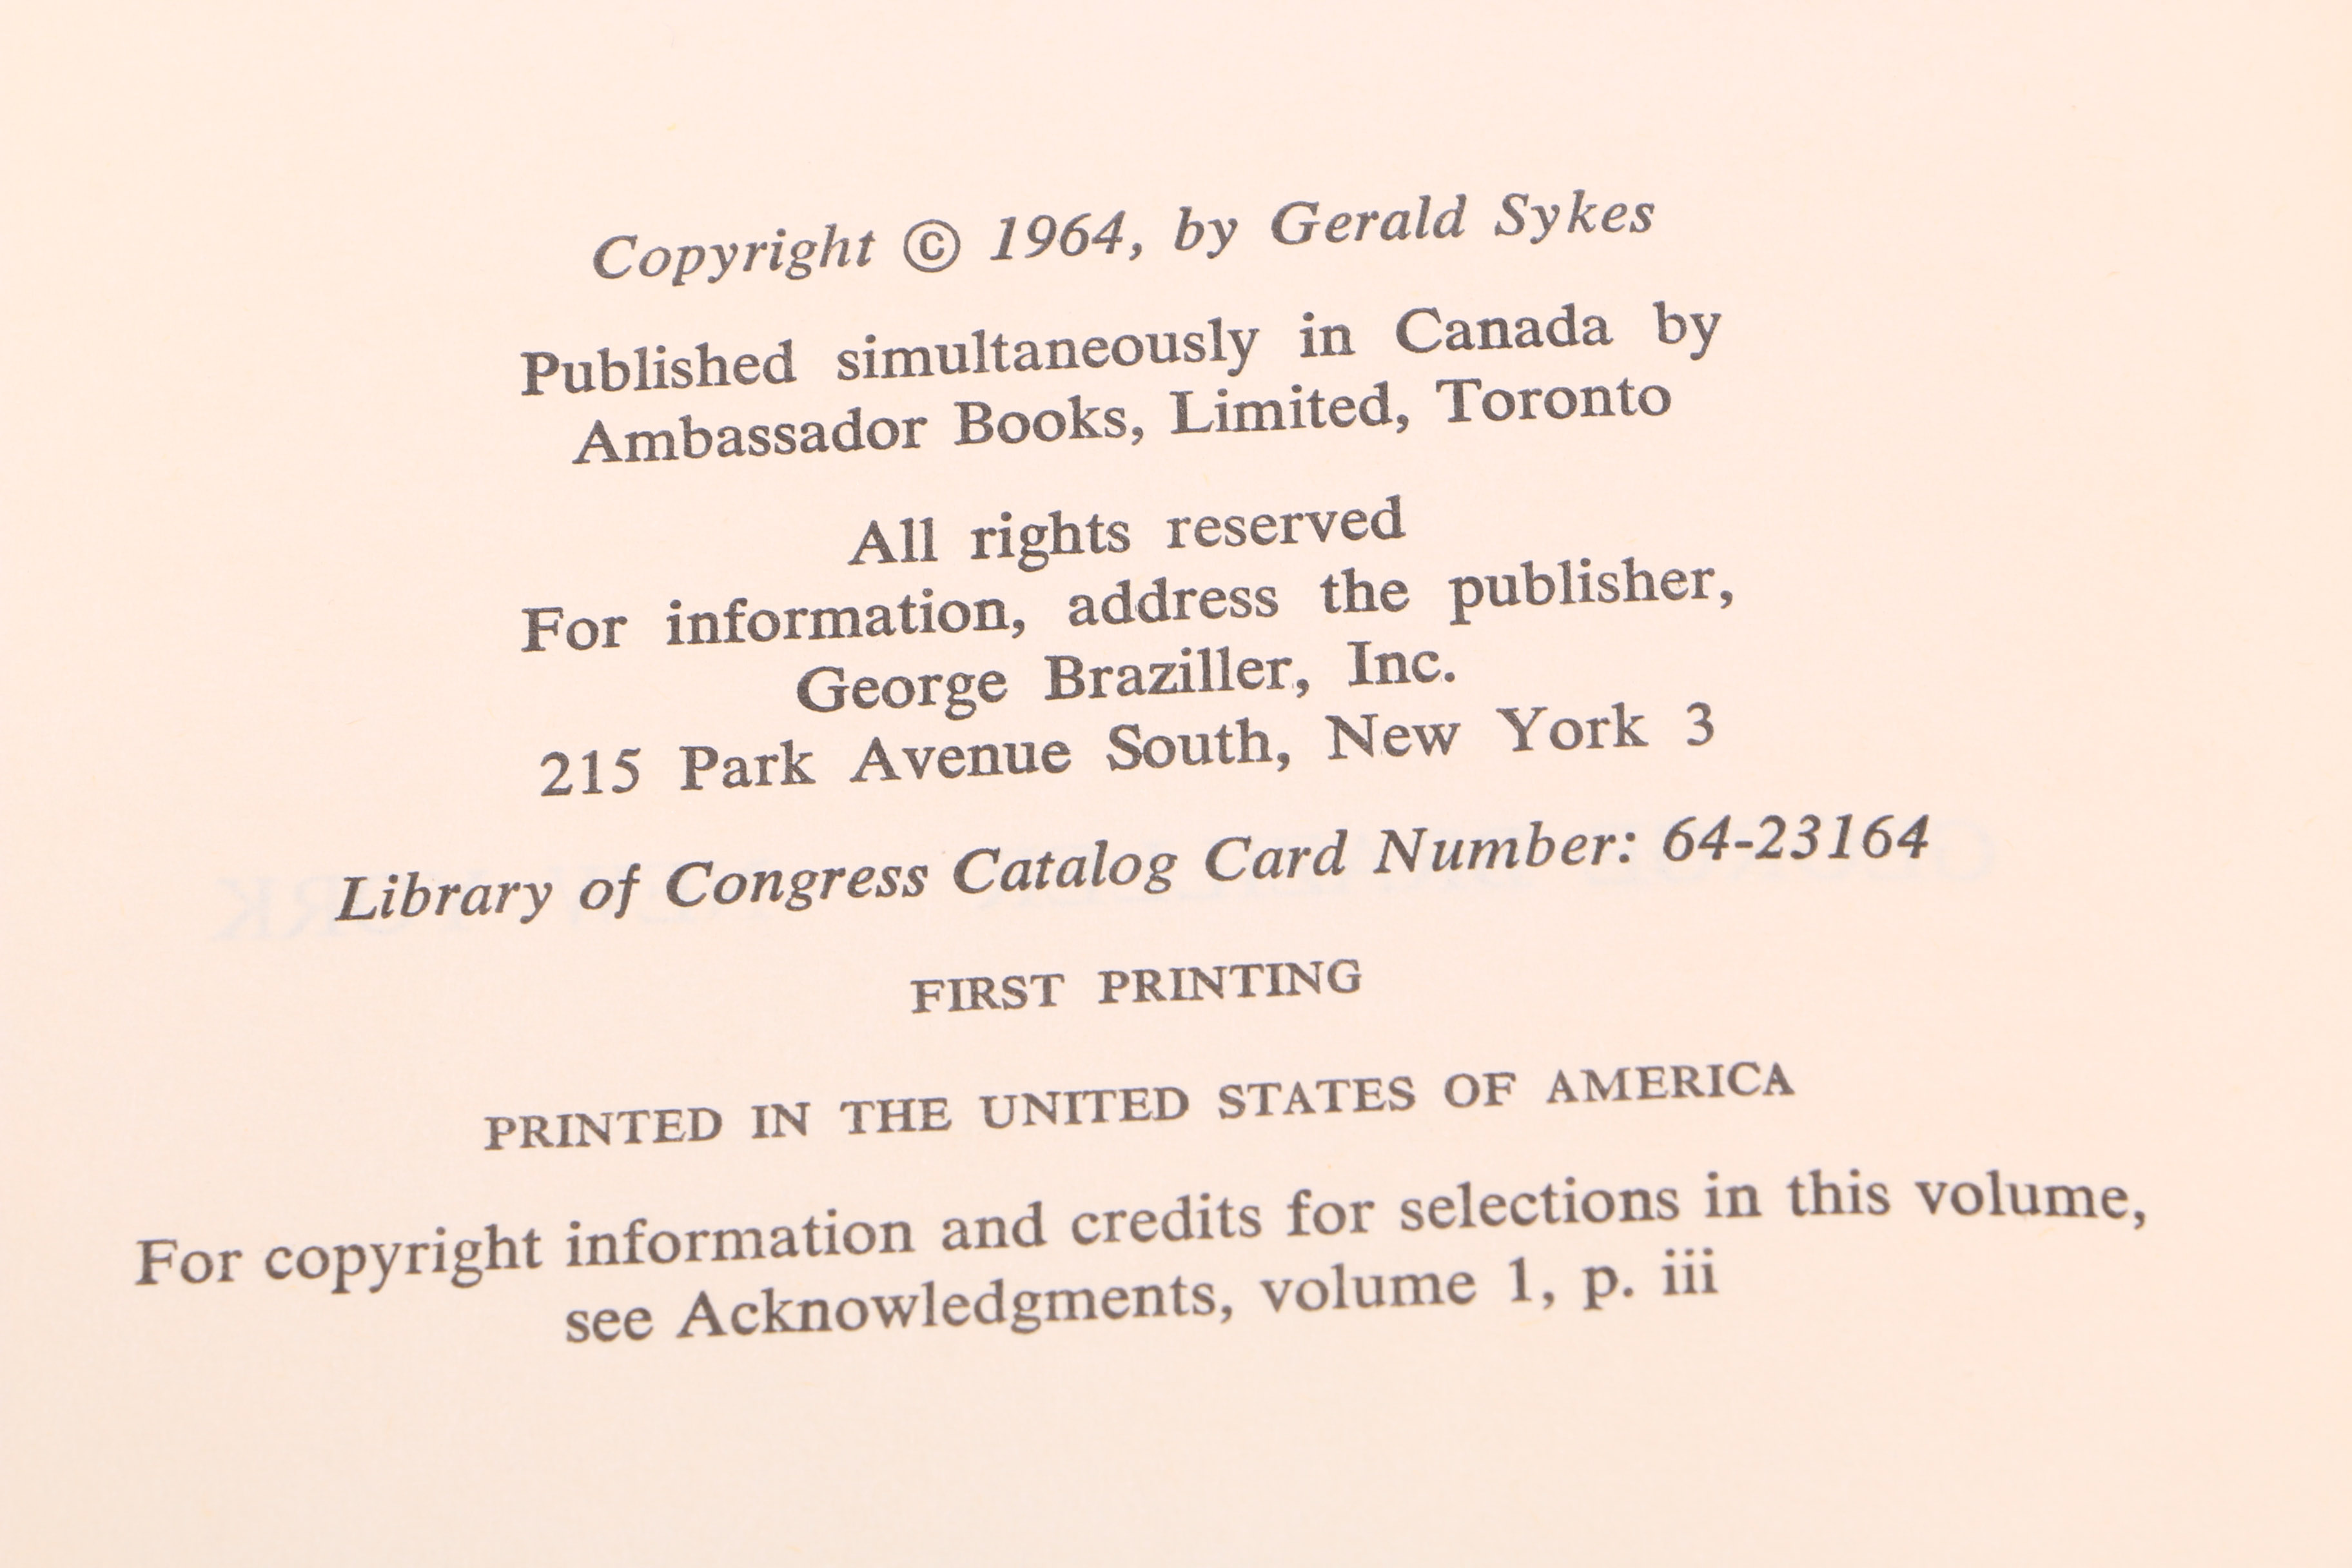 Copyright © 1964, by Gerald Sykes
Published simultaneously in Canada by
Ambassador Books, Limited, Toronto
All rights reserved
For information, address the publisher,
George Braziller, Inc.
215 Park Avenue South, New York 3
Library of Congress Catalog Card Number: 64-23164
FIRST PRINTING
PRINTED IN THE UNITED STATES OF AMERICA
For copyright information and credits for selections in this volume,
see Acknowledgments, volume 1, p. iii